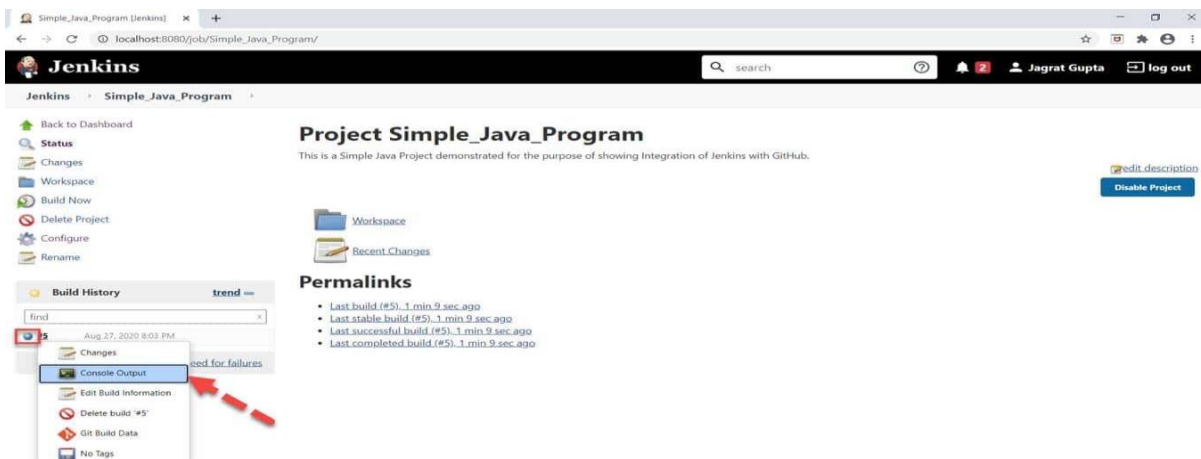 Simple_Java_Program [Jenkins]
localhost:8080/job/Simple_Java_Program/
Jenkins
search
2
Jagrat Gupta
log out
Jenkins
Simple_Java_Program
Back to Dashboard
Status
Changes
Workspace
Build Now
Delete Project
Configure
Rename
Project Simple_Java_Program
This is a Simple Java Project demonstrated for the purpose of showing Integration of Jenkins with GitHub.
edit description
Disable Project
Workspace
Recent Changes
Permalinks
Last build (#5), 1 min 9 sec ago
Last stable build (#5), 1 min 9 sec ago
Last successful build (#5), 1 min 9 sec ago
Last completed build (#5), 1 min 9 sec ago
Build History
trend
find x
#5 Aug 27, 2020 8:03 PM
eed for failures
Changes
Console Output
Edit Build Information
Delete build '#5'
Git Build Data
No Tags